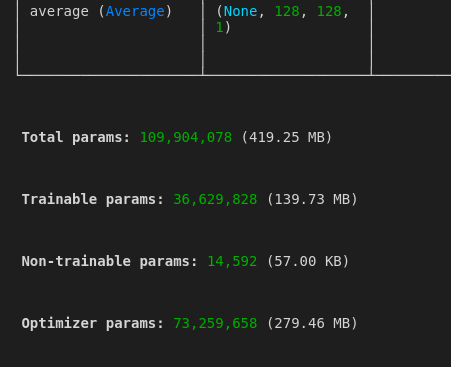 average (Average) (None, 128, 128,
1)
Total params: 109,904,078 (419.25 MB)
Trainable params: 36,629,828 (139.73 MB)
Non-trainable params: 14,592 (57.00 KB)
Optimizer params: 73,259,658 (279.46 MB)